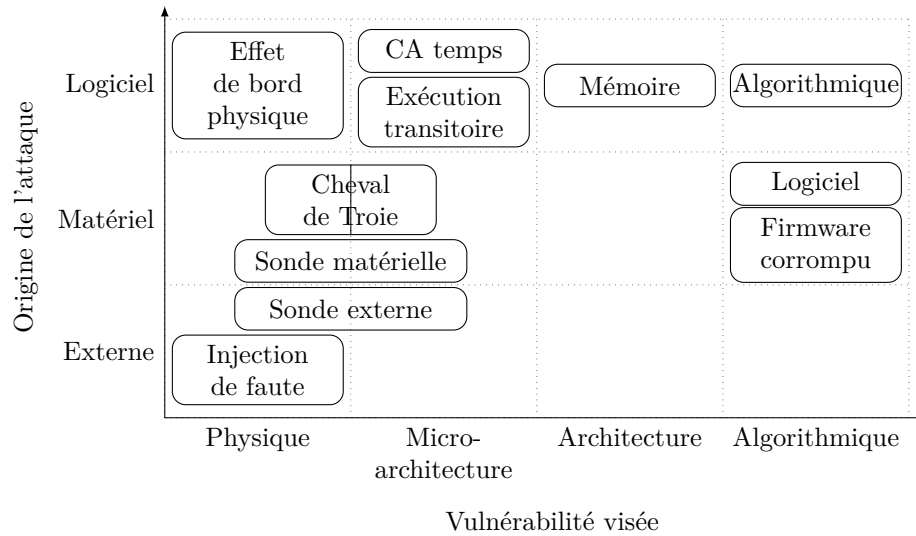 Origine de l'attaque
Logiciel
Effet
de bord
physique
CA temps
Exécution
transitoire
Mémoire
Algorithmique
Matériel
Cheval
de Troie
Sonde matérielle
Logiciel
Firmware
corrompu
Externe
Sonde externe
Injection
de faute
Physique
Micro-
architecture
Architecture
Algorithmique
Vulnérabilité visée